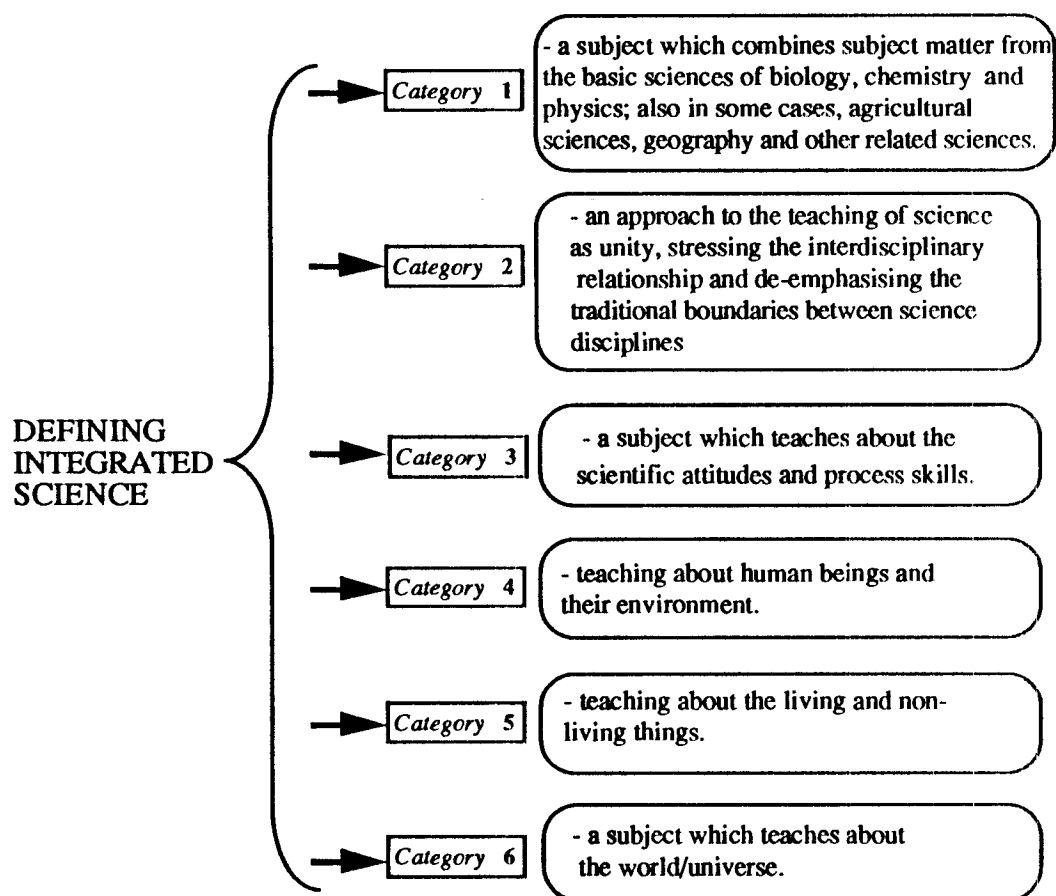 - a subject which combines subject matter from
the basic sciences of biology, chemistry and
physics; also in some cases, agricultural
sciences, geography and other related sciences.
Category 1
- an approach to the teaching of science
as unity, stressing the interdisciplinary
relationship and de-emphasising the
traditional boundaries between science
disciplines
Category 2
DEFINING
INTEGRATED
SCIENCE
- a subject which teaches about the
scientific attitudes and process skills.
Category 3
- teaching about human beings and
their environment.
Category 4
- teaching about the living and non-
living things.
Category 5
- a subject which teaches about
the world/universe.
Category 6